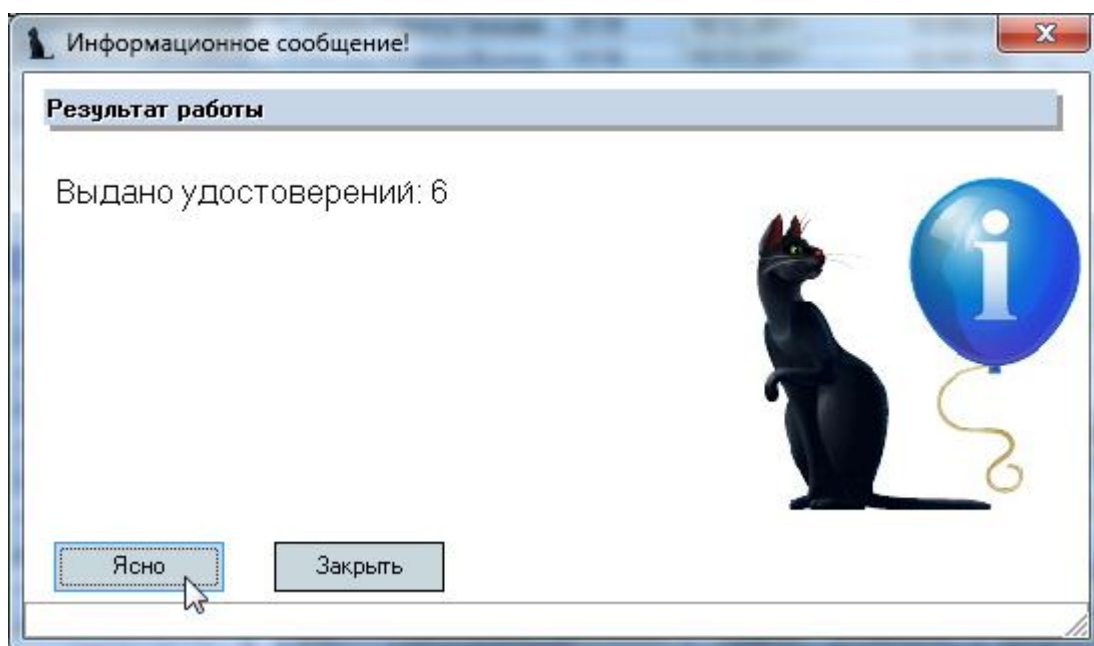 Информационное сообщение!
Результат работы
Выдано удостоверений: 6
i
Ясно
Закрыть